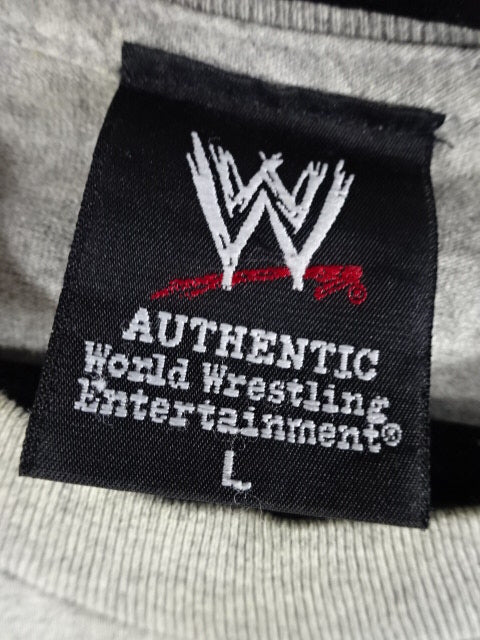 W
AUTHENTIC
World Wrestling
Entertainment®
L